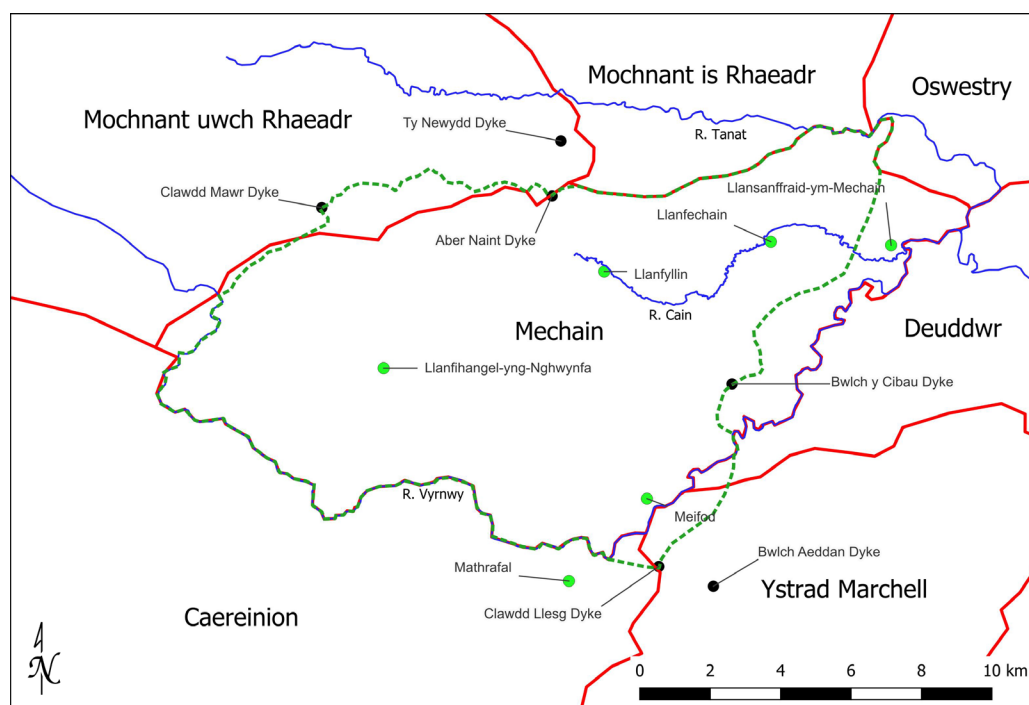 Mochnant is Rhaeadr
Oswestry
Mochnant uwch Rhaeadr
Ty Newydd Dyke
R. Tanat
Llansanffraid-ym-Mechain
Clawdd Mawr Dyke
Llanfechain
Aber Naint Dyke
Llanfyllin
R. Cain
Mechain
Deuddwr
Llanfihangel-yng-Nghwynfa
Bwlch y Cibau Dyke
R. Vyrnwy
Meifod
Bwlch Aeddan Dyke
Mathrafal
Ystrad Marchell
Clawdd Llesg Dyke
Caereinion
N
0 2 4 6 8 10 km